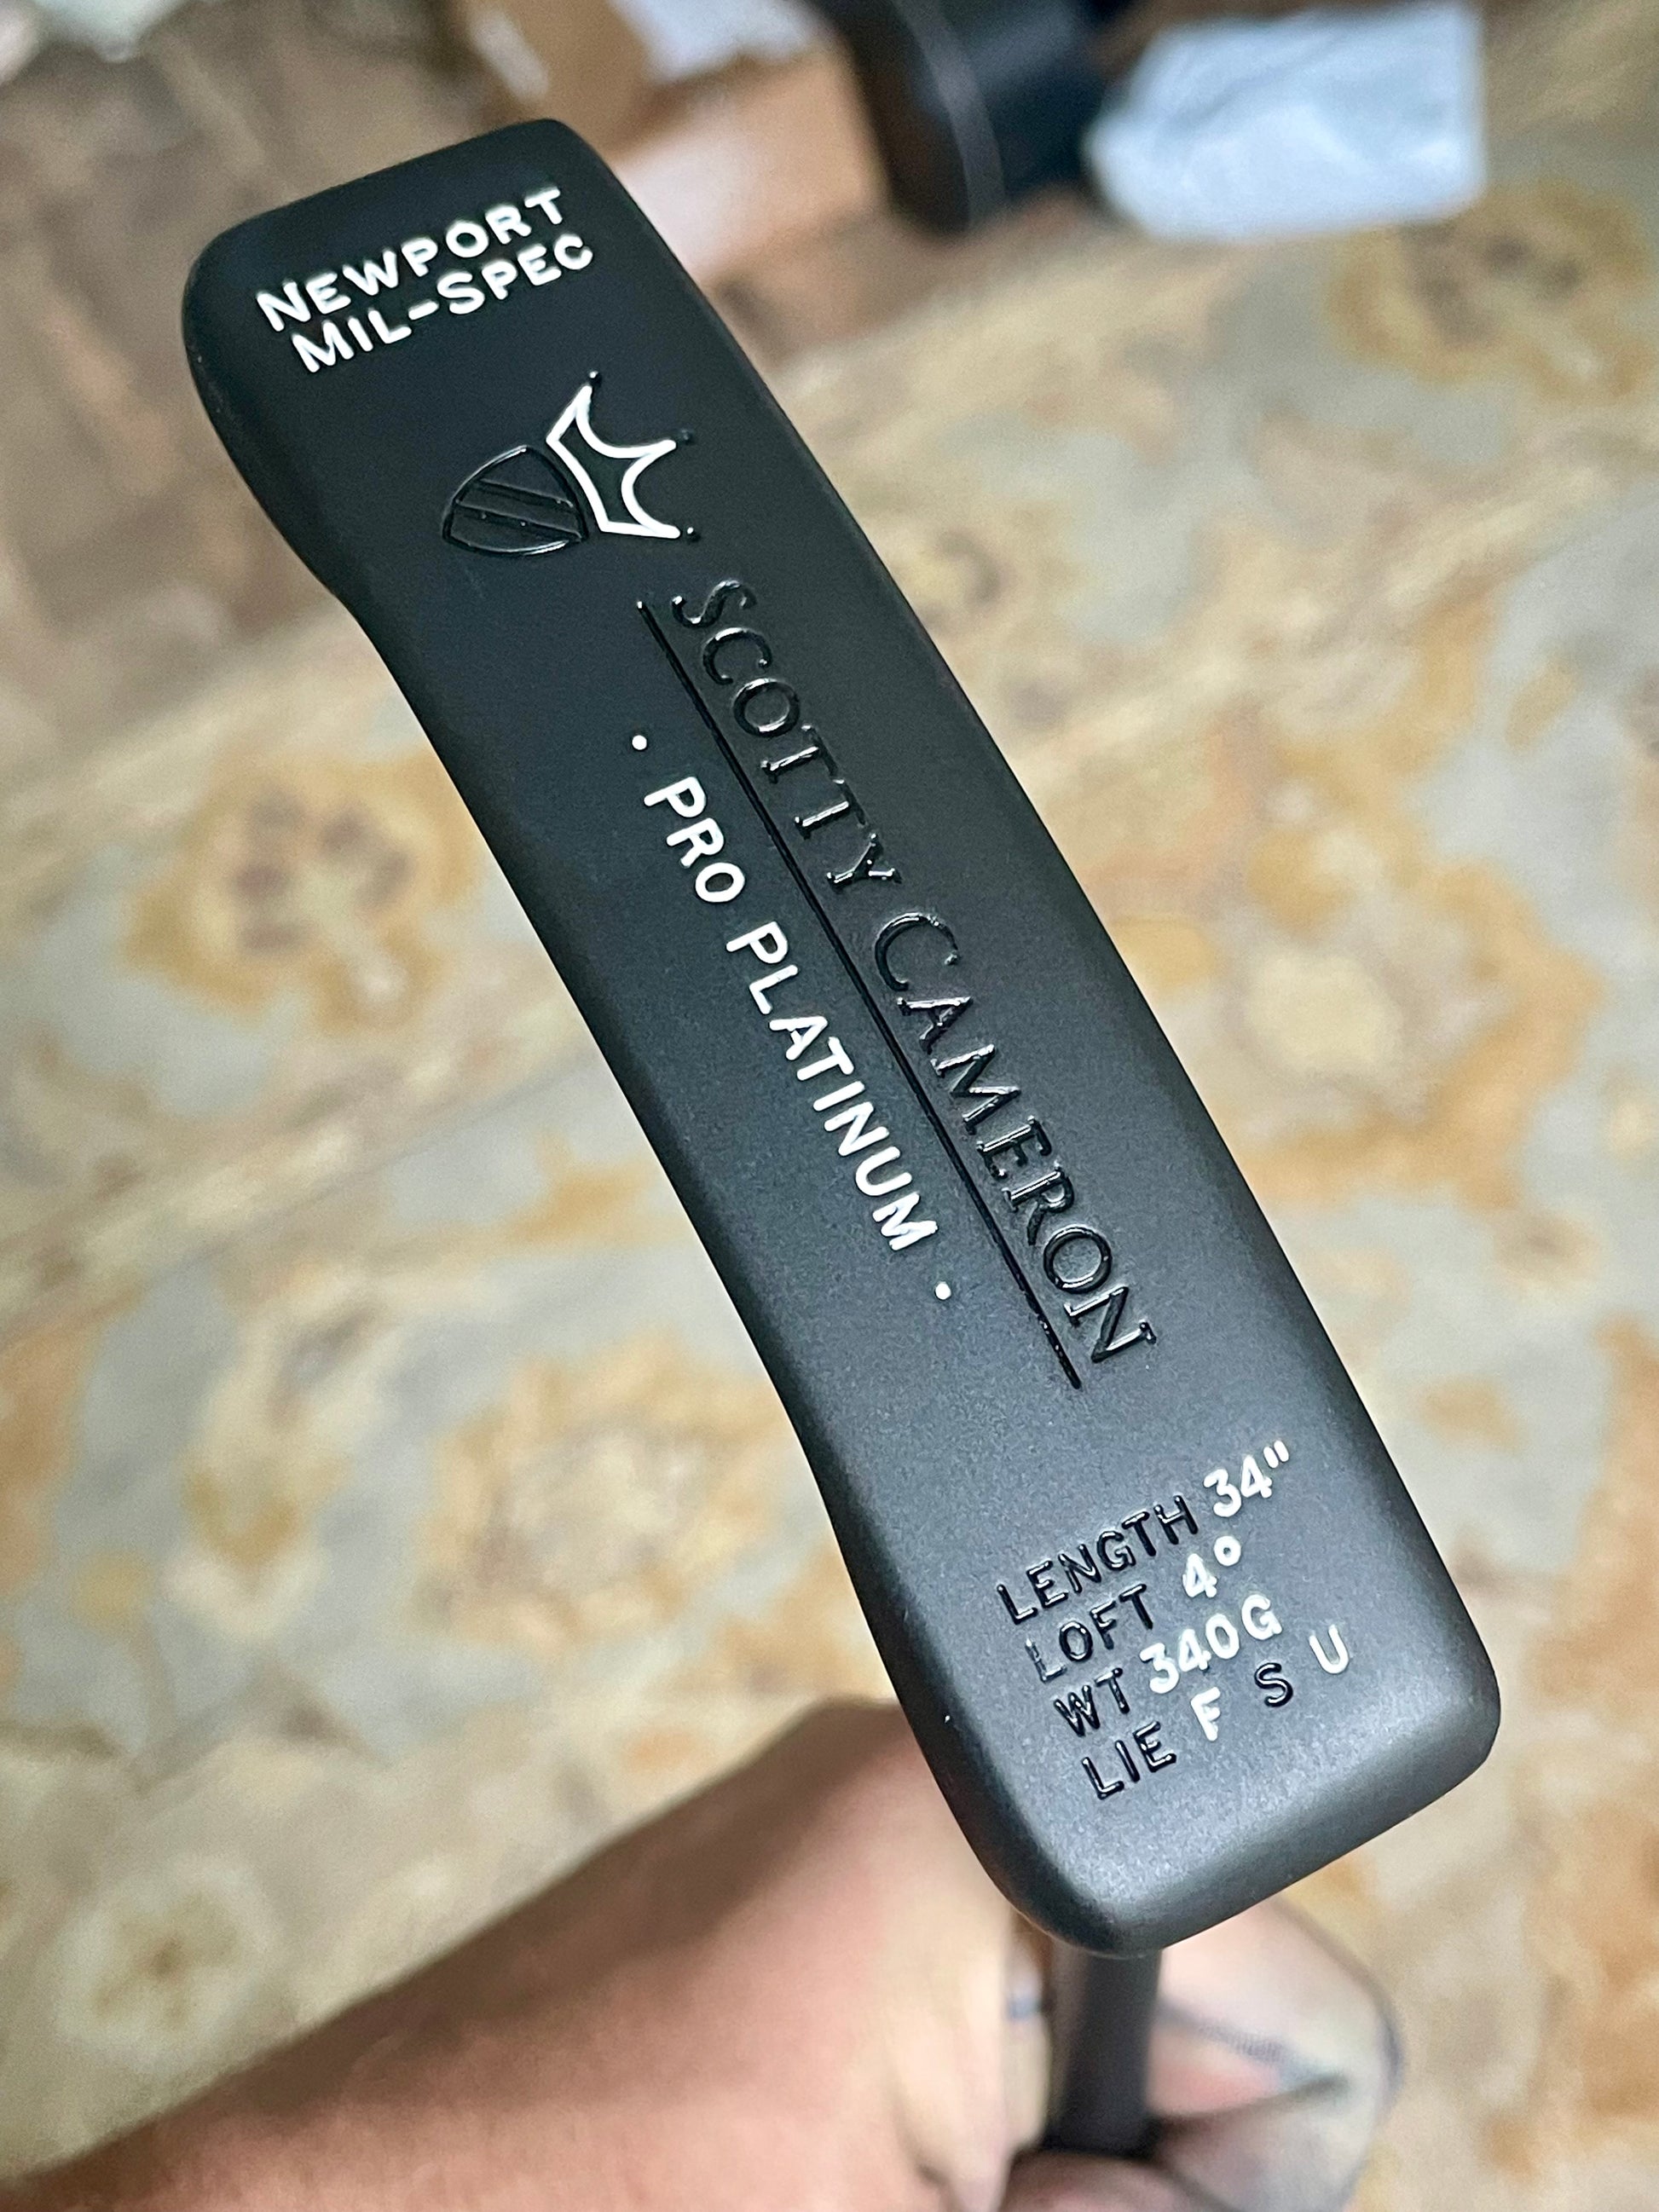 NEWPORT
MIL-SPEC
SCOTTY CAMERON
· PRO PLATINUM ·
LENGTH 34"
LOFT 4°
WT 340G
LIE F S U